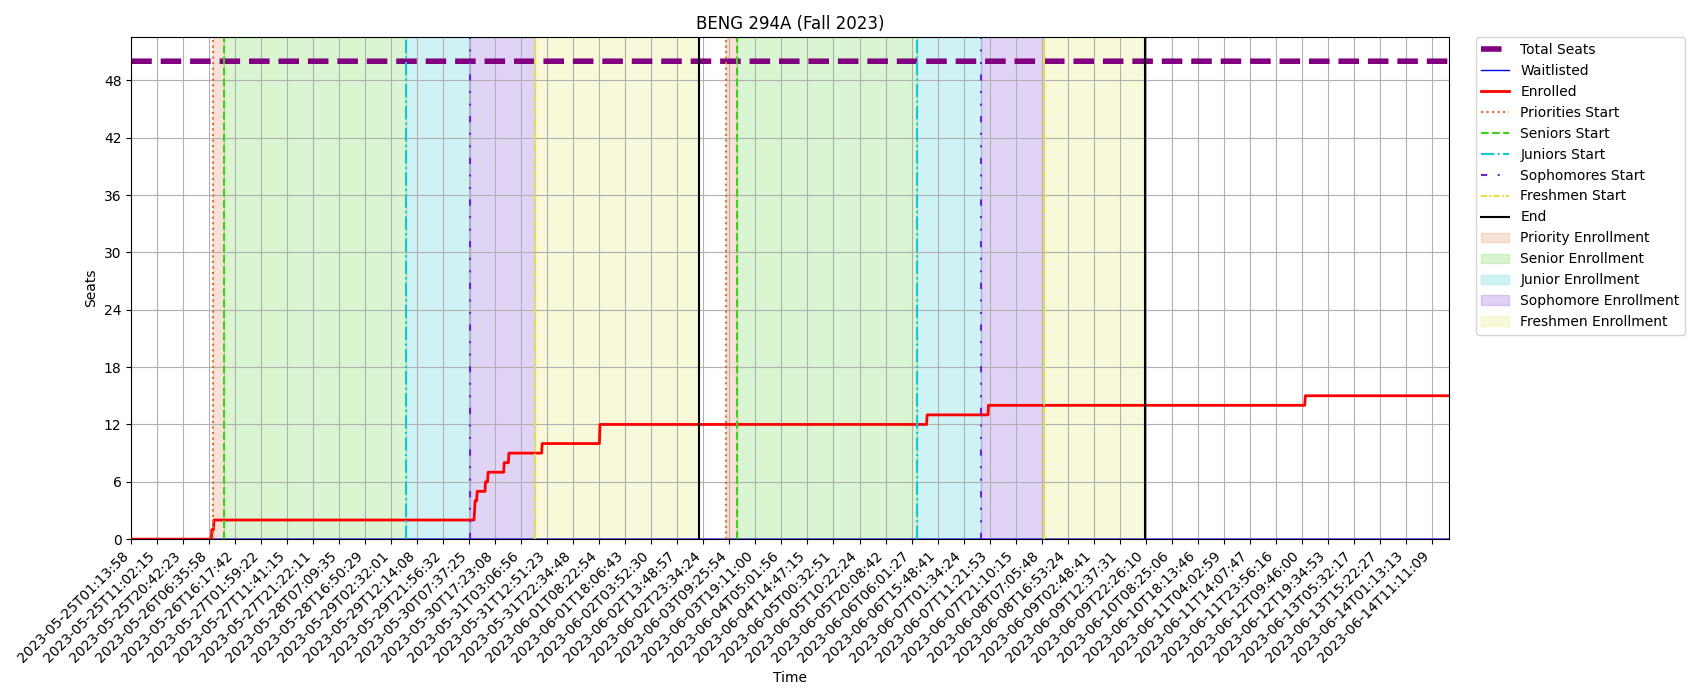 BENG 294A (Fall 2023)
Seats
48
42
36
30
24
18
12
6
0
2023-05-25T01:13:58
2023-05-25T11:02:15
2023-05-25T20:42:23
2023-05-26T06:35:58
2023-05-26T16:17:42
2023-05-27T01:59:22
2023-05-27T11:41:15
2023-05-27T21:22:11
2023-05-28T07:09:35
2023-05-28T16:50:29
2023-05-29T02:32:01
2023-05-29T12:14:08
2023-05-29T21:56:32
2023-05-30T07:37:25
2023-05-30T17:23:08
2023-05-31T03:06:56
2023-05-31T12:51:23
2023-05-31T22:34:48
2023-06-01T08:22:54
2023-06-01T18:06:43
2023-06-02T03:52:30
2023-06-02T13:48:57
2023-06-02T23:34:24
2023-06-03T09:25:54
2023-06-03T19:11:00
2023-06-04T05:01:56
2023-06-04T14:47:15
2023-06-05T00:32:51
2023-06-05T10:22:24
2023-06-05T20:08:42
2023-06-06T06:01:27
2023-06-06T15:48:41
2023-06-07T01:34:24
2023-06-07T11:21:53
2023-06-07T21:10:15
2023-06-08T07:05:48
2023-06-08T16:53:24
2023-06-09T02:48:41
2023-06-09T12:37:31
2023-06-09T22:26:10
2023-06-10T08:25:06
2023-06-10T18:13:46
2023-06-11T04:02:59
2023-06-11T14:07:47
2023-06-11T23:56:16
2023-06-12T09:46:00
2023-06-12T19:34:53
2023-06-13T05:32:17
2023-06-13T15:22:27
2023-06-14T01:13:13
2023-06-14T11:11:09
Time
Total Seats
Waitlisted
Enrolled
Priorities Start
Seniors Start
Juniors Start
Sophomores Start
Freshmen Start
End
Priority Enrollment
Senior Enrollment
Junior Enrollment
Sophomore Enrollment
Freshmen Enrollment